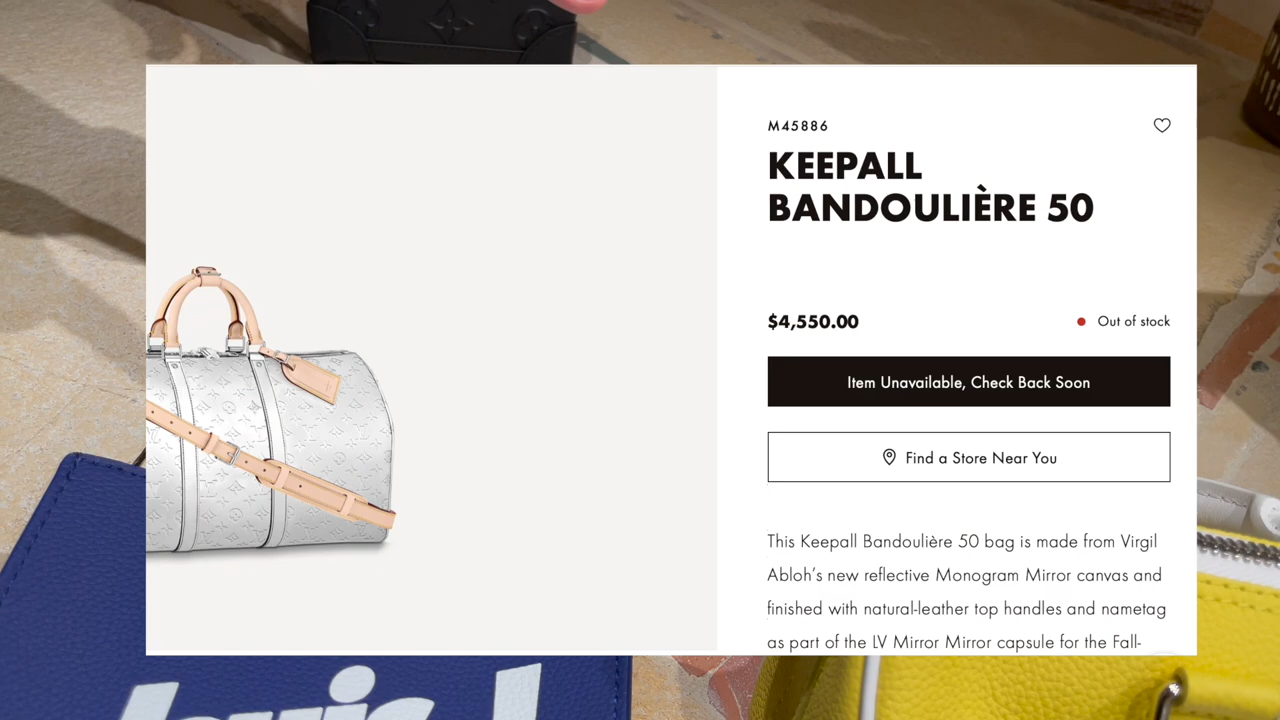 M45886
KEEPALL
BANDOULIÈRE 50
$4,550.00
Out of stock
Item Unavailable, Check Back Soon
Find a Store Near You
This Keepall Bandoulière 50 bag is made from Virgil
Abloh's new reflective Monogram Mirror canvas and
finished with natural-leather top handles and nametag
as part of the LV Mirror Mirror capsule for the Fall-